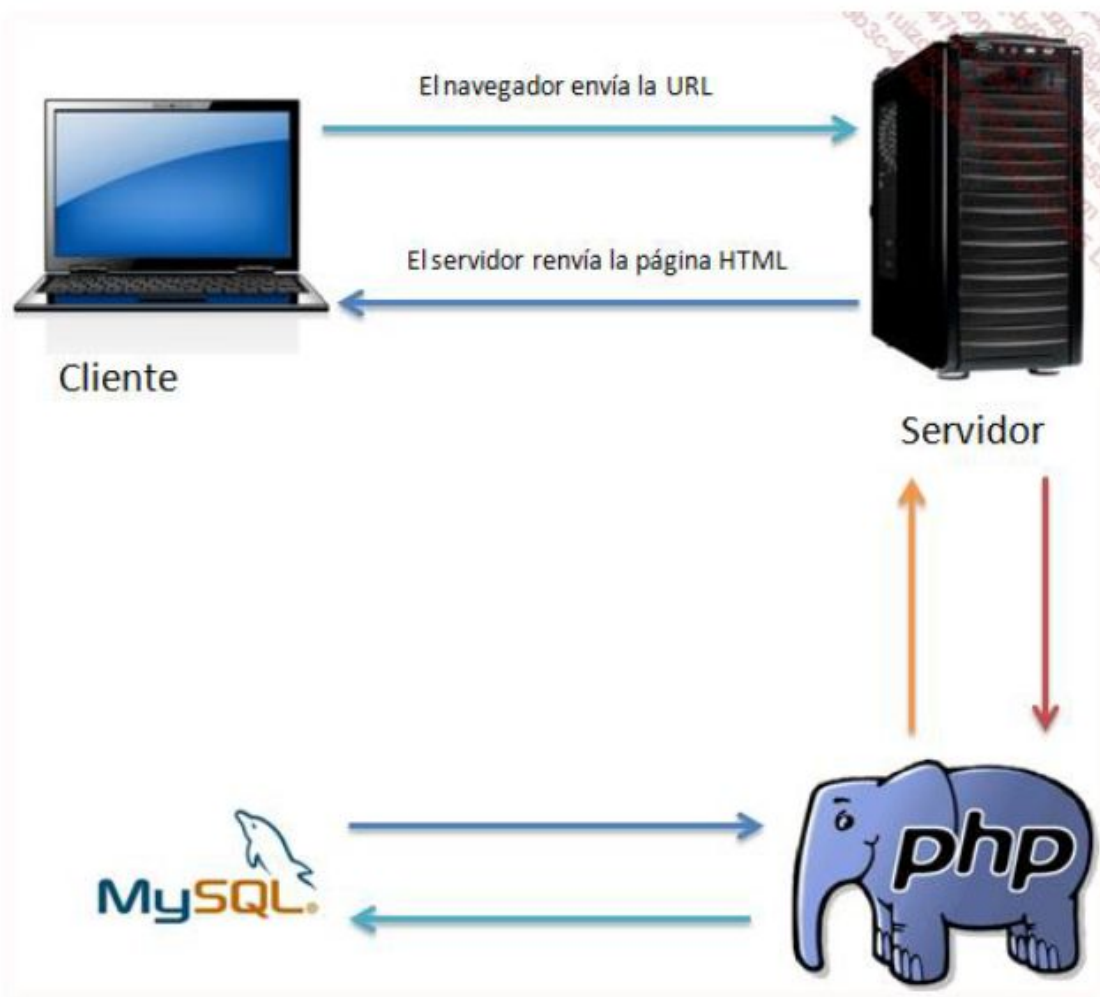 El navegador envía la URL
El servidor renvía la página HTML
Cliente
Servidor
php
MySQL®